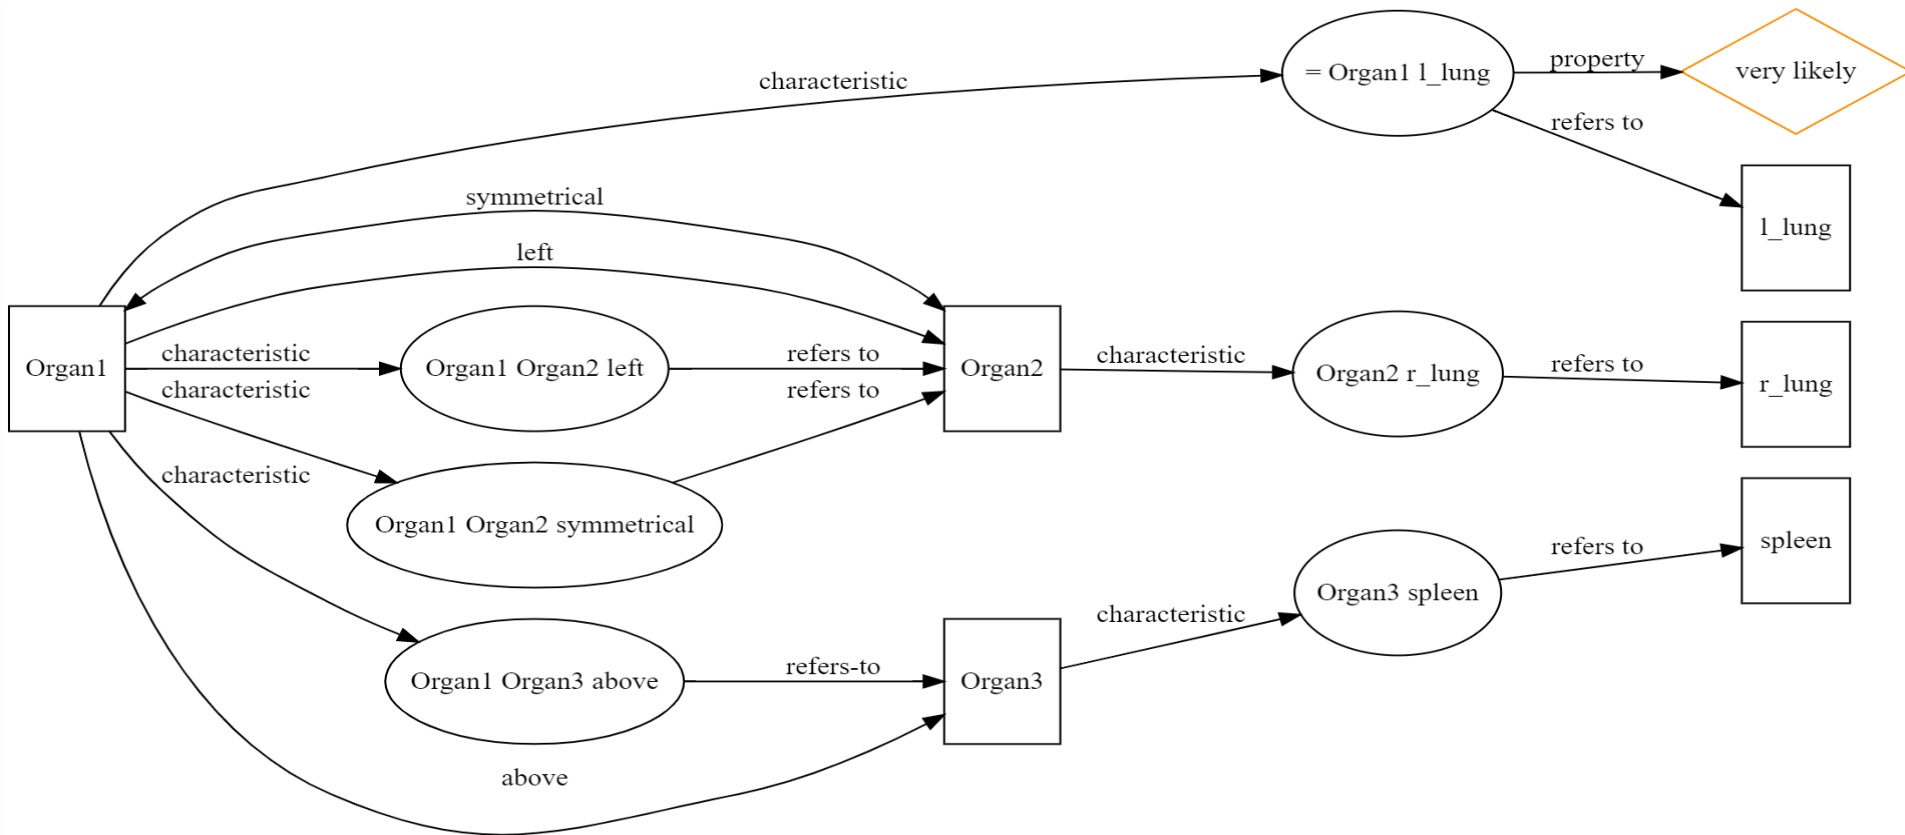 characteristic
= Organ1 l_lung
property
very likely
refers to
l_lung
symmetrical
left
Organ1
characteristic
Organ1 Organ2 left
refers to
Organ2
characteristic
Organ2 r_lung
refers to
r_lung
characteristic
refers to
characteristic
Organ1 Organ2 symmetrical
spleen
refers to
Organ3 spleen
characteristic
Organ1 Organ3 above
refers-to
Organ3
above